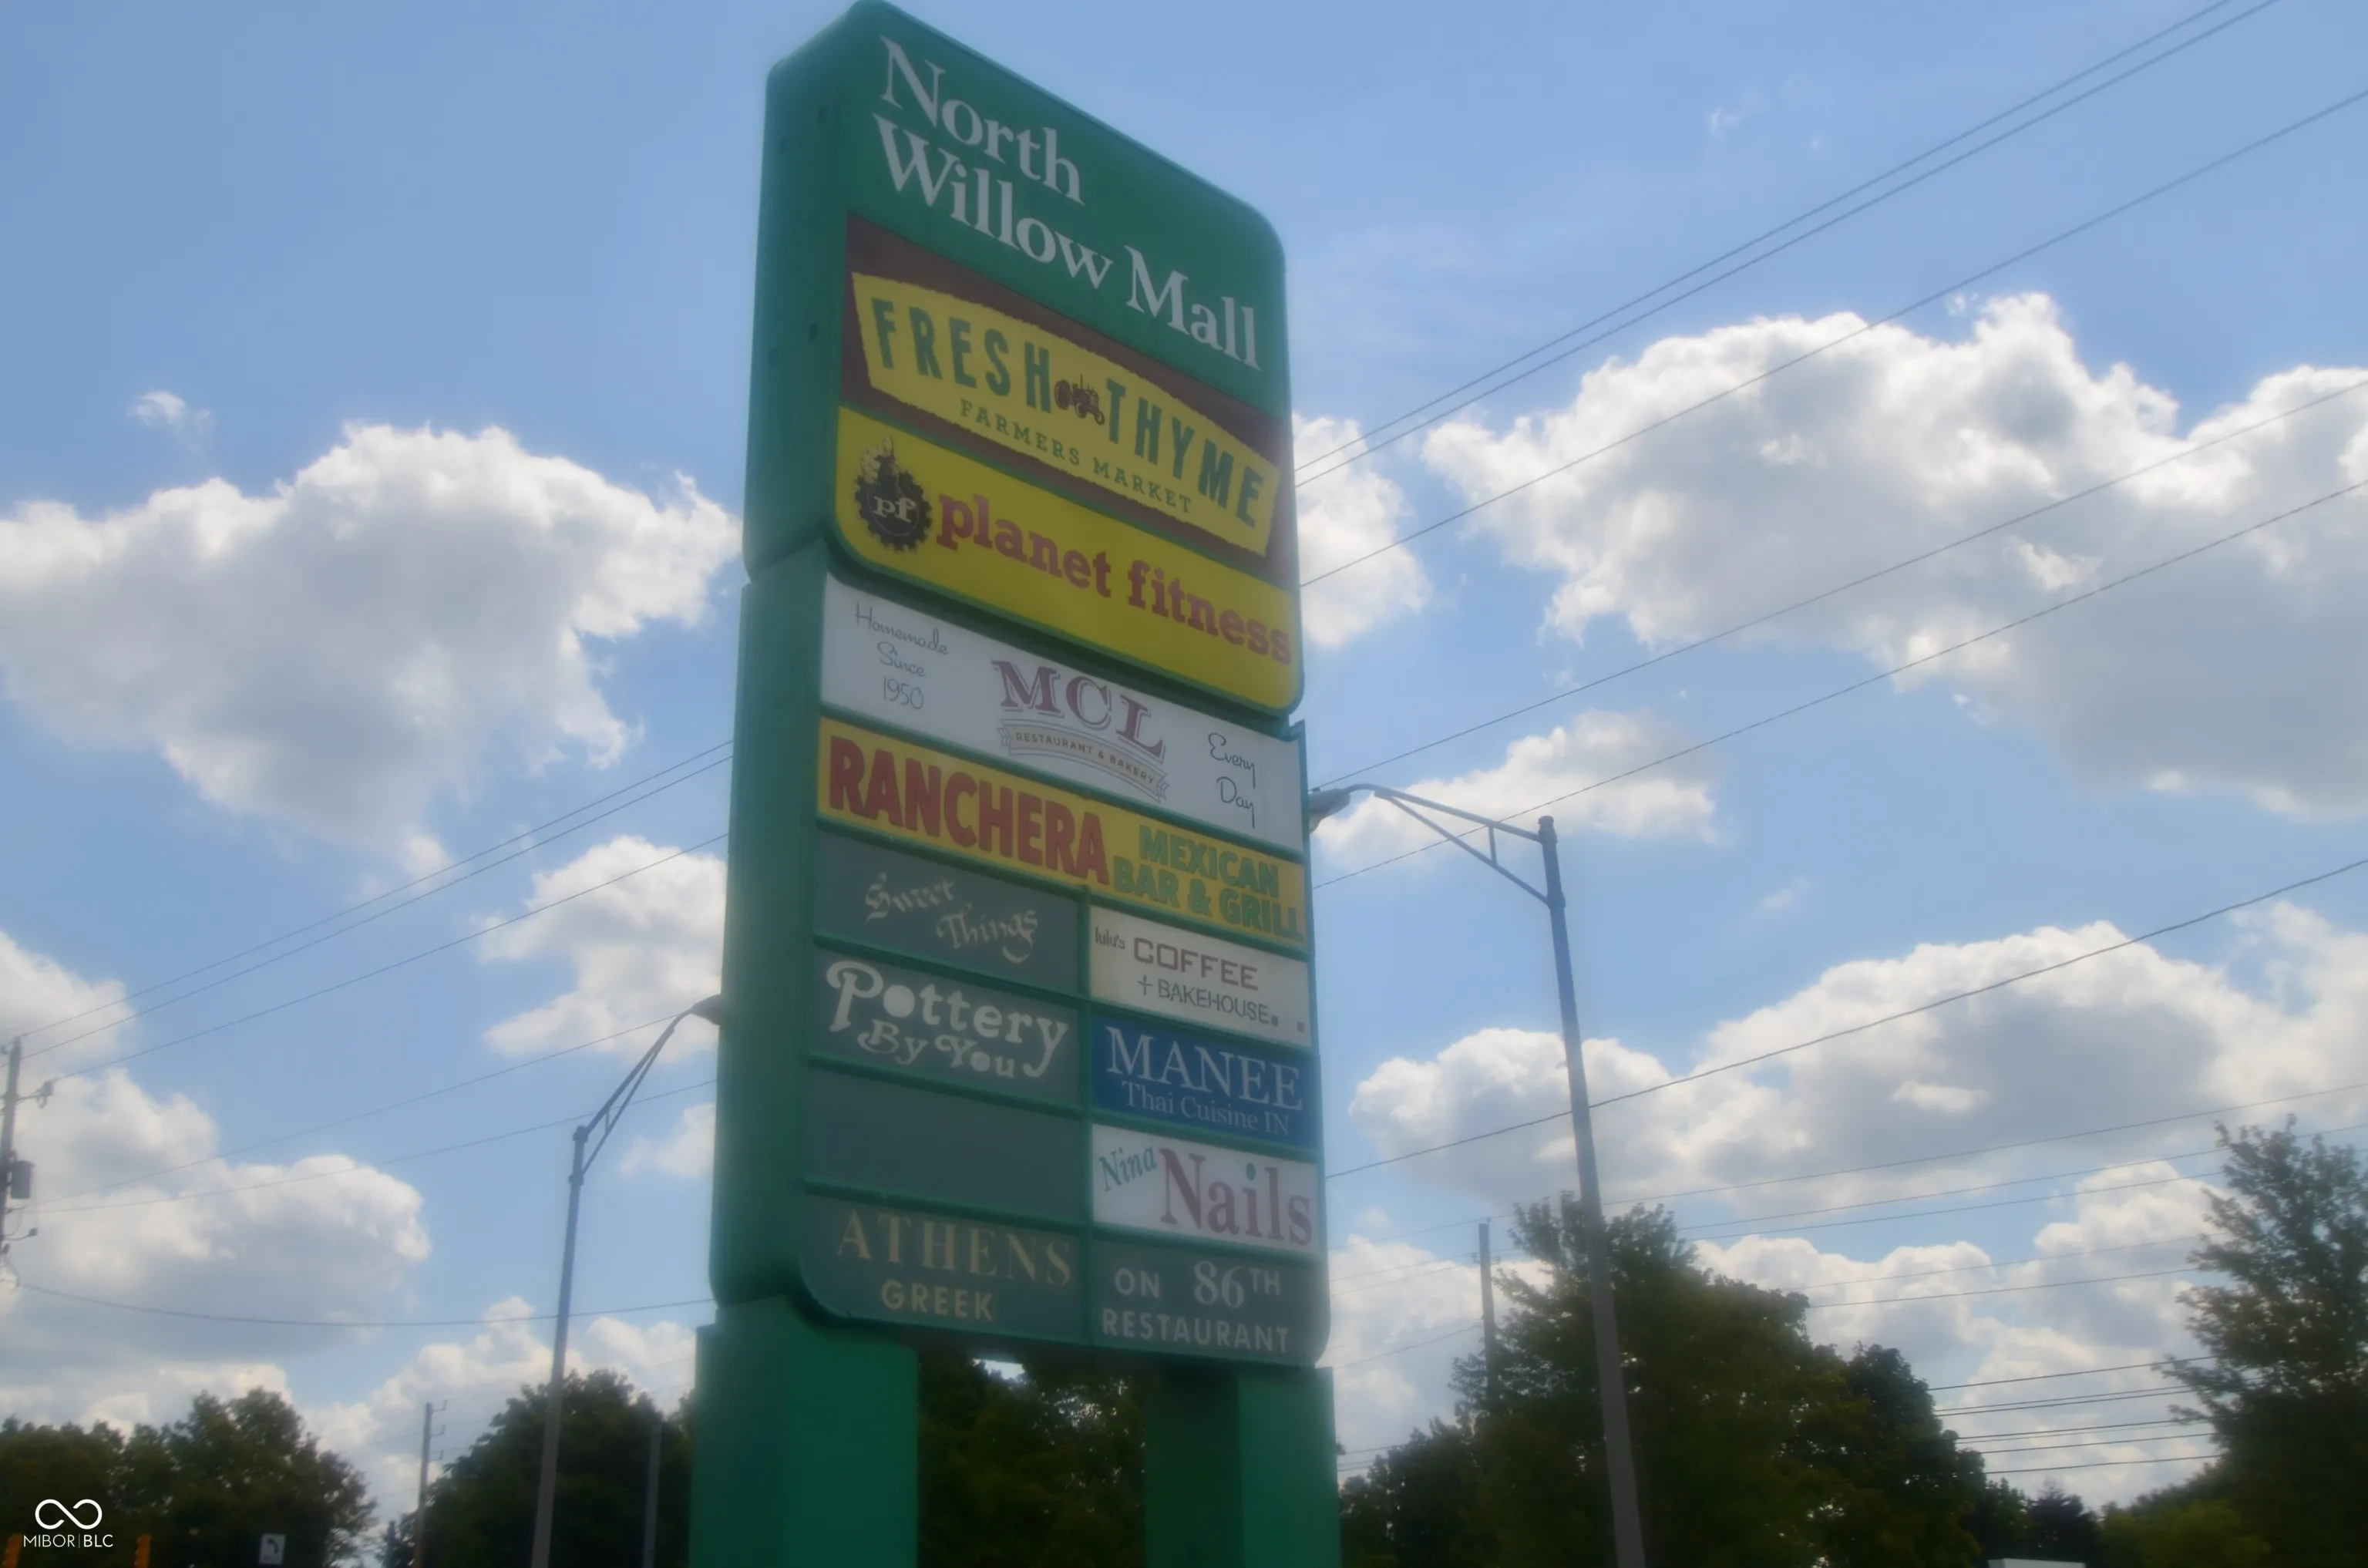 North
Willow Mall
FRESH THYME
FARMERS MARKET
pf planet fitness
Homemade
Since
1950
MCL
RESTAURANT & BAKERY
Every
Day
RANCHERA
MEXICAN
BAR & GRILL
Sweet
Things
lulu's COFFEE
+ BAKEHOUSE.
Pottery
By You
MANEE
Thai Cuisine IN
Nina Nails
ATHENS ON 86TH
GREEK RESTAURANT
MIBOR|BLC